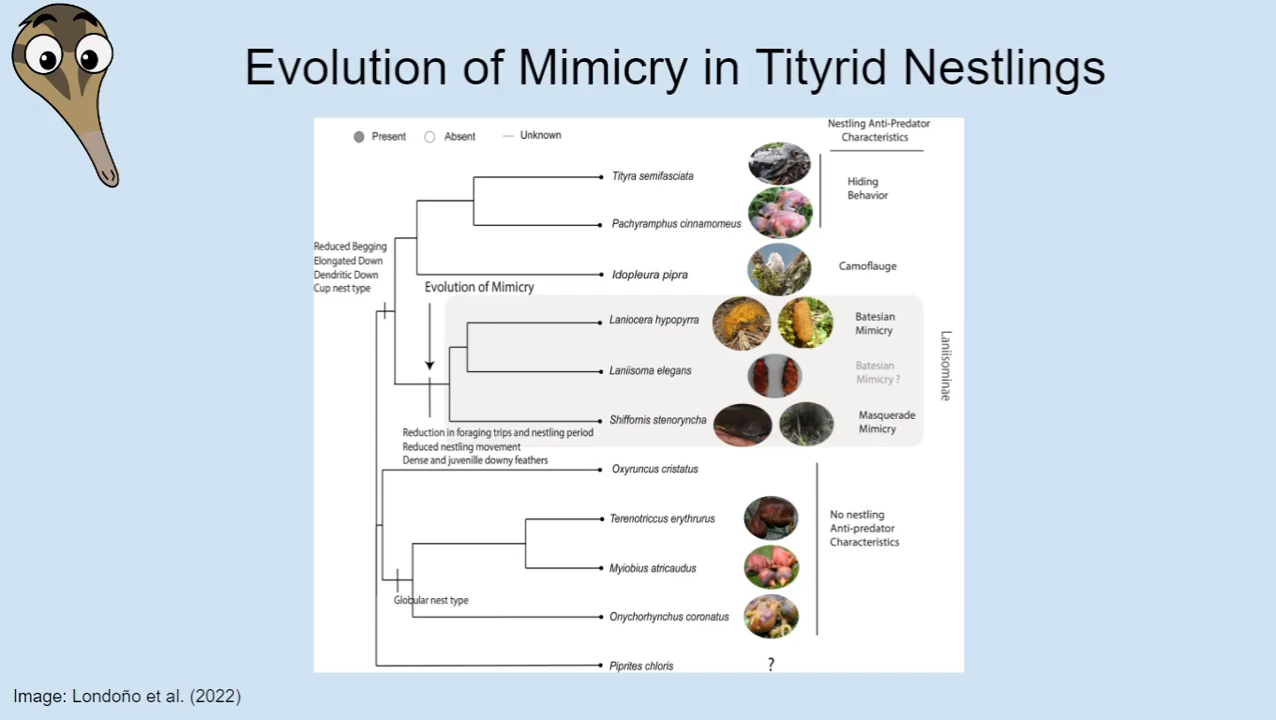 Evolution of Mimicry in Tityrid Nestlings
Present
Absent
Unknown
Nestling Anti-Predator
Characteristics
Tityra semifasciata
Hiding
Behavior
Pachyramphus cinnamomeus
Reduced Begging
Elongated Down
Dendritic Down
Cup nest type
Idopleura pipra
Camoflauge
Evolution of Mimicry
Laniocera hypopyrra
Batesian
Mimicry
Laniisoma elegans
Batesian
Mimicry ?
Laniisominae
Shiffornis stenoryncha
Masquerade
Mimicry
Reduction in foraging trips and nestling period
Reduced nestling movement
Dense and juvenille downy feathers
Oxyruncus cristatus
Terenotriccus erythrurus
No nestling
Anti-predator
Characteristics
Myiobius atricaudus
Globular nest type
Onychorhynchus coronatus
Piprites chloris
?
Image: Londoño et al. (2022)